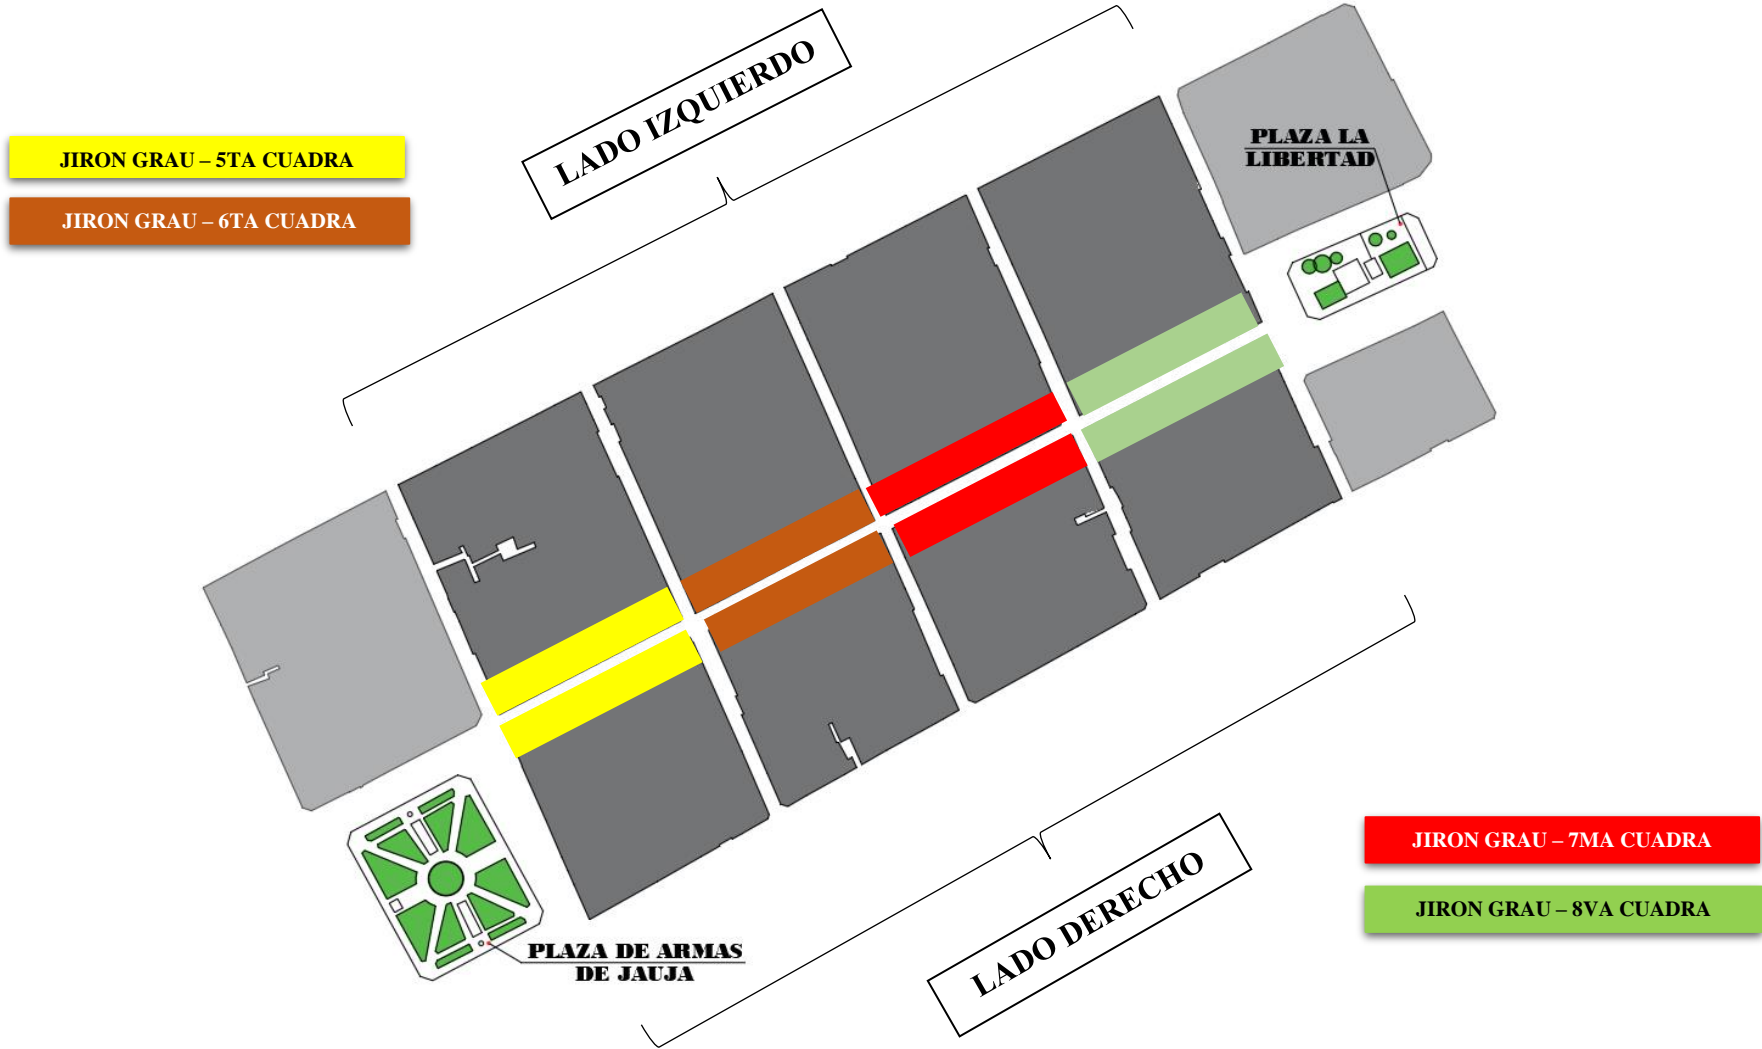 LADO IZQUIERDO
PLAZA LA
LIBERTAD
JIRON GRAU – 5TA CUADRA
JIRON GRAU – 6TA CUADRA
JIRON GRAU – 7MA CUADRA
JIRON GRAU – 8VA CUADRA
LADO DERECHO
PLAZA DE ARMAS
DE JAUJA